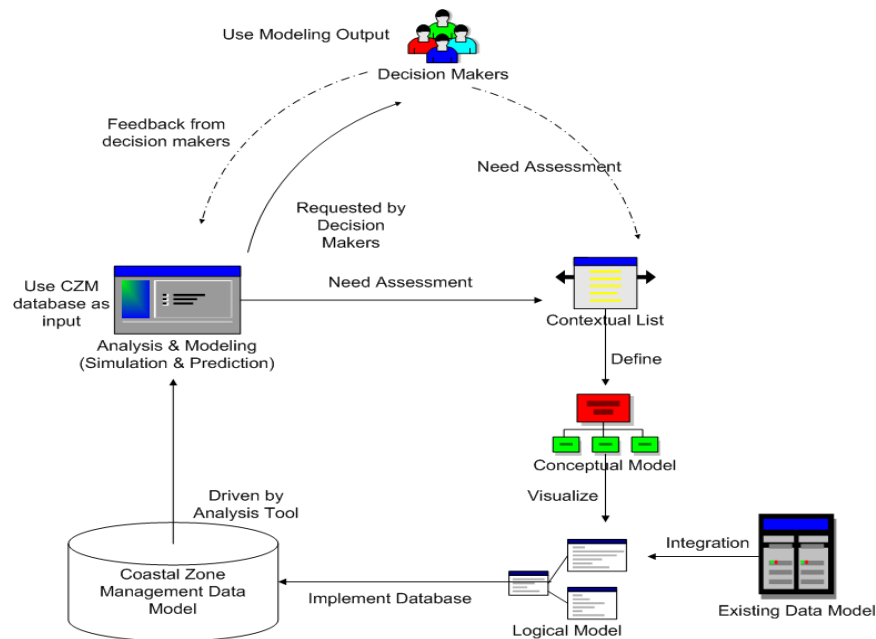 Use Modeling Output
Decision Makers
Feedback from
decision makers
Need Assessment
Requested by
Decision
Makers
Use CZM
database as
input
Need Assessment
Analysis & Modeling
(Simulation & Prediction)
Contextual List
Define
Conceptual Model
Visualize
Driven by
Analysis Tool
Integration
Coastal Zone
Management Data
Model
Implement Database
Logical Model
Existing Data Model